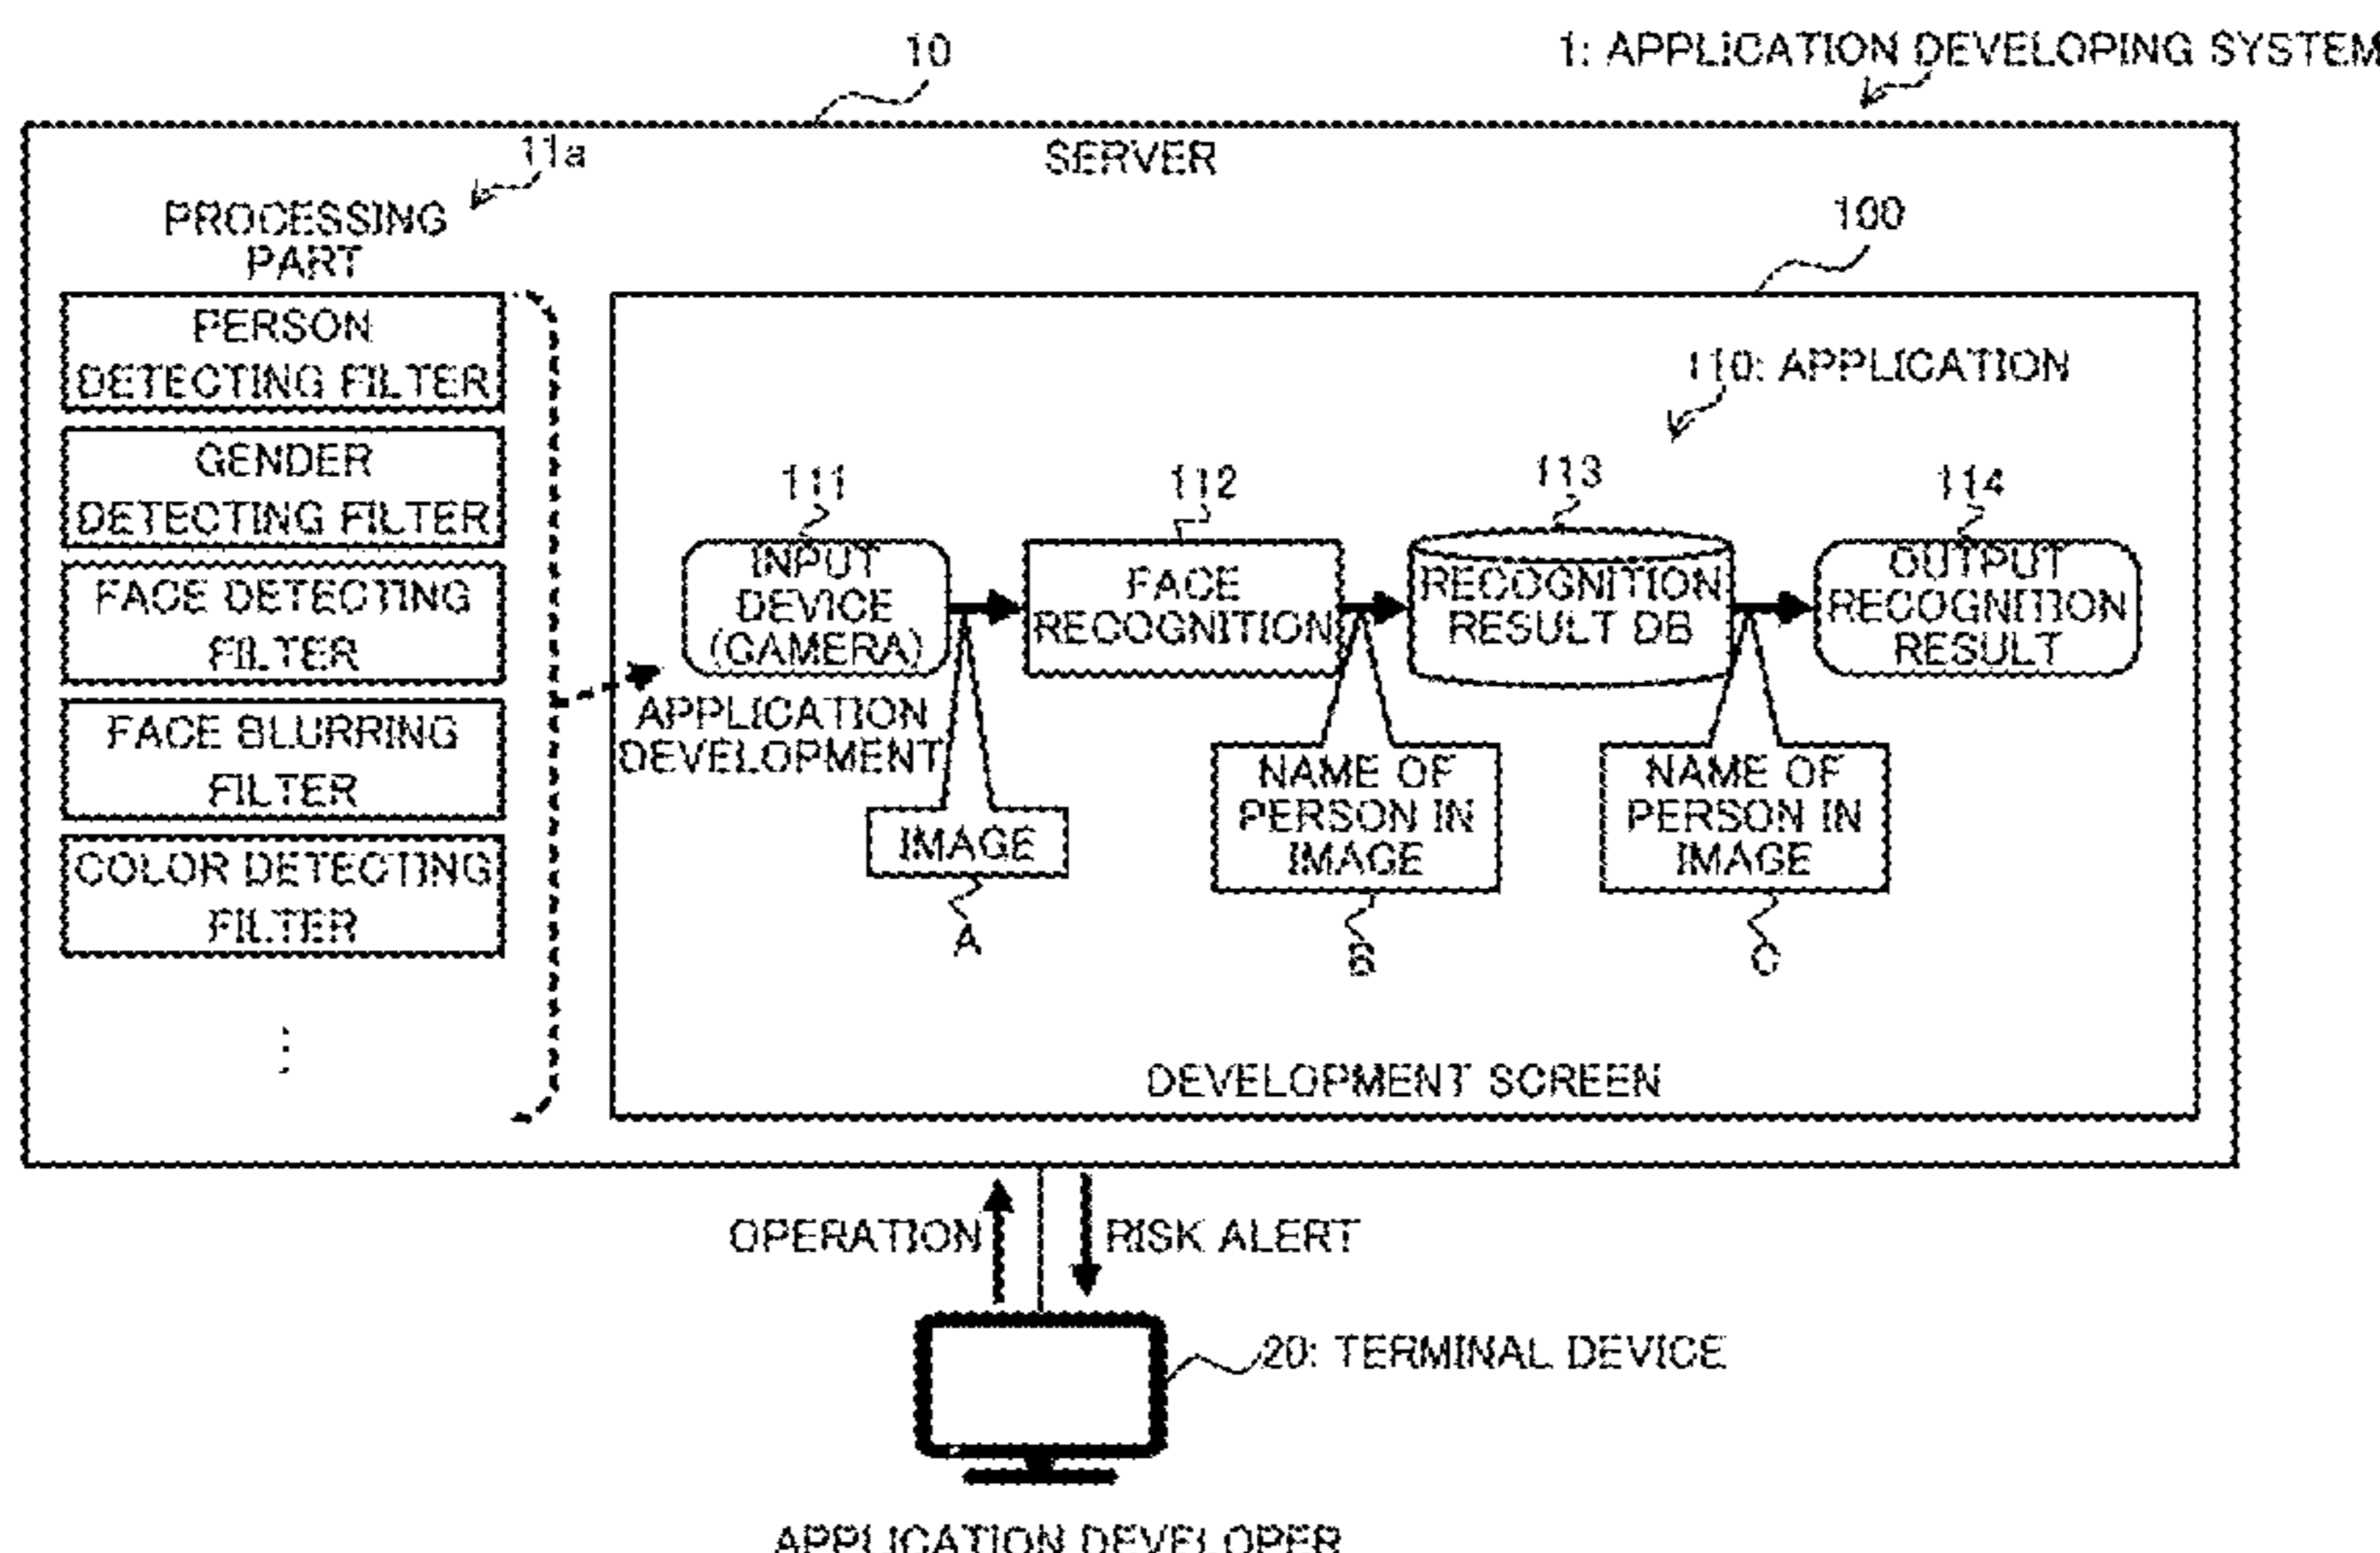 10
1: APPLICATION DEVELOPING SYSTEM
SERVER
11a
PROCESSING
PART
100
PERSON
DETECTING FILTER
GENDER
DETECTING FILTER
FACE DETECTING
FILTER
FACE BLURRING
FILTER
COLOR DETECTING
FILTER
110: APPLICATION
111
112
113
114
INPUT
DEVICE
(CAMERA)
FACE
RECOGNITION
RECOGNITION
RESULT DB
OUTPUT
RECOGNITION
RESULT
APPLICATION
DEVELOPMENT
IMAGE
A
NAME OF
PERSON IN
IMAGE
B
NAME OF
PERSON IN
IMAGE
C
DEVELOPMENT SCREEN
OPERATION
RISK ALERT
20: TERMINAL DEVICE
APPLICATION DEVELOPER